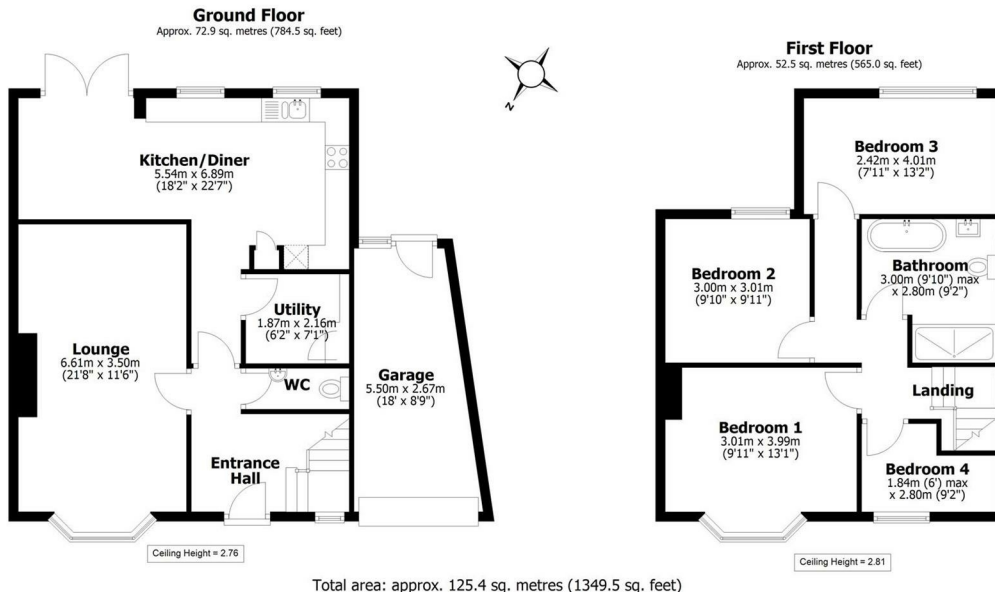 Ground Floor
Approx. 72.9 sq. metres (784.5 sq. feet)
Kitchen/Diner
5.54m x 6.89m
(18'2" x 22'7")
Utility
1.87m x 2.16m
(6'2" x 7'1")
Lounge
6.61m x 3.50m
(21'8" x 11'6")
WC
Garage
5.50m x 2.67m
(18' x 8'9")
Entrance
Hall
Ceiling Height = 2.76
N
First Floor
Approx. 52.5 sq. metres (565.0 sq. feet)
Bedroom 3
2.42m x 4.01m
(7'11" x 13'2")
Bedroom 2
3.00m x 3.01m
(9'10" x 9'11")
Bathroom
3.00m (9'10") max
x 2.80m (9'2")
Landing
Bedroom 1
3.01m x 3.99m
(9'11" x 13'1")
Bedroom 4
1.84m (6') max
x 2.80m (9'2")
Ceiling Height = 2.81
Total area: approx. 125.4 sq. metres (1349.5 sq. feet)